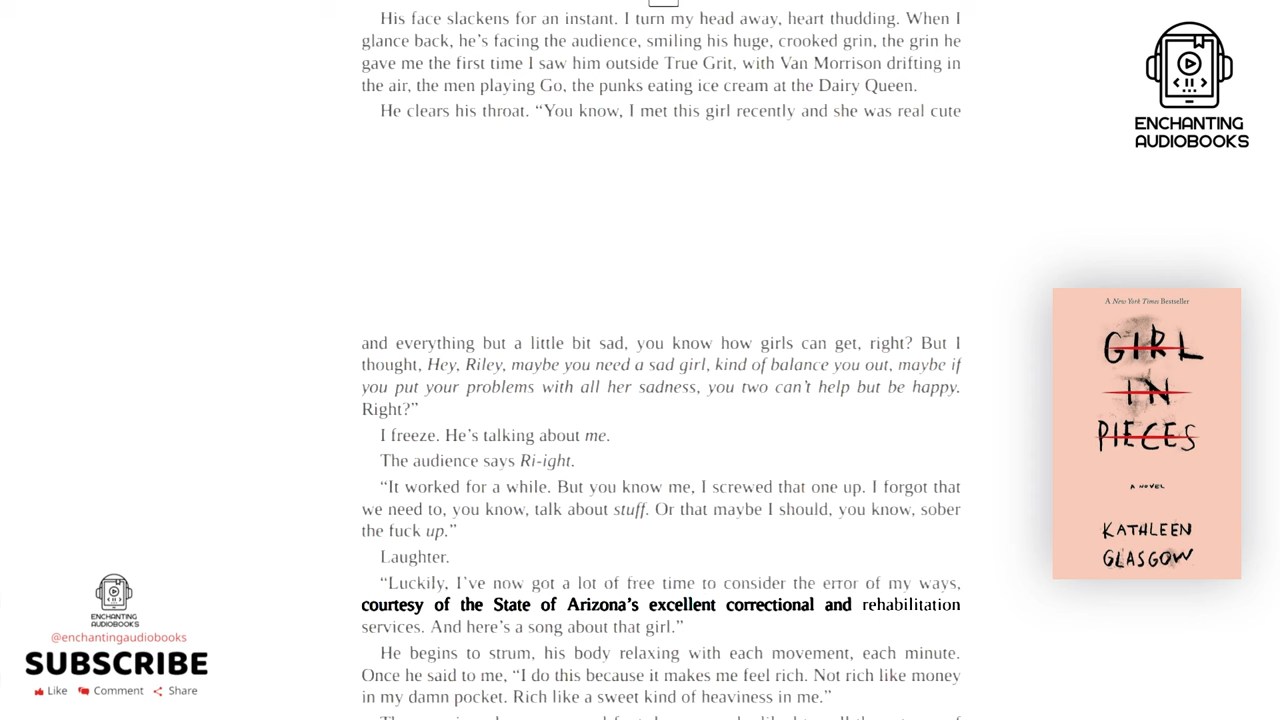 His face slackens for an instant. I turn my head away, heart thudding. When I
glance back, he’s facing the audience, smiling his huge, crooked grin, the grin he
gave me the first time I saw him outside True Grit, with Van Morrison drifting in
the air, the men playing Go, the punks eating ice cream at the Dairy Queen.
He clears his throat. “You know, I met this girl recently and she was real cute
and everything but a little bit sad, you know how girls can get, right? But I
thought, Hey, Riley, maybe you need a sad girl, kind of balance you out, maybe if
you put your problems with all her sadness, you two can’t help but be happy.
Right?”
I freeze. He’s talking about me.
The audience says Ri-ight.
“It worked for a while. But you know me, I screwed that one up. I forgot that
we need to, you know, talk about stuff. Or that maybe I should, you know, sober
the fuck up.”
Laughter.
“Luckily, I’ve now got a lot of free time to consider the error of my ways,
courtesy of the State of Arizona’s excellent correctional and rehabilitation
services. And here’s a song about that girl.”
He begins to strum, his body relaxing with each movement, each minute.
Once he said to me, “I do this because it makes me feel rich. Not rich like money
in my damn pocket. Rich like a sweet kind of heaviness in me.”
ENCHANTING
AUDIOBOOKS
A New York Times Bestseller
GIRL
IN
PIECES
A NOVEL
KATHLEEN
GLASGOW
ENCHANTING
AUDIOBOOKS
@enchantingaudiobooks
SUBSCRIBE
Like Comment Share